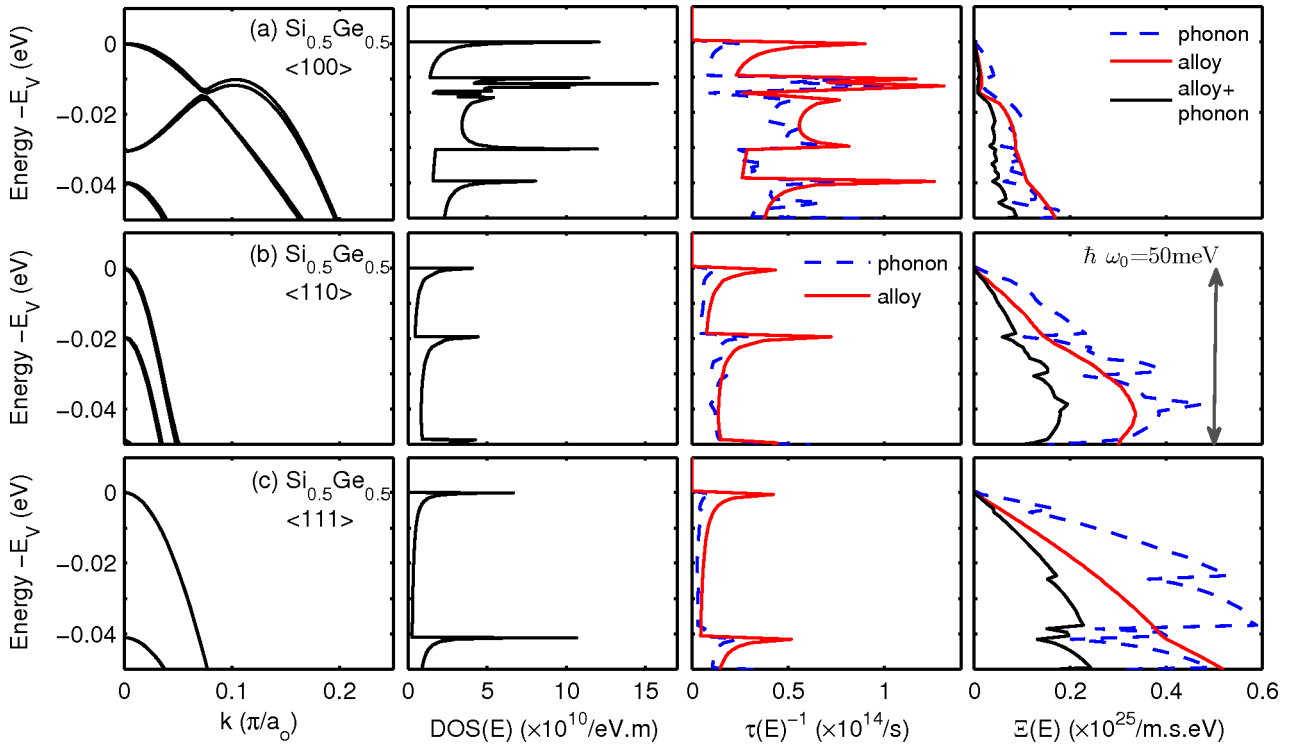 (a) Si0.5Ge0.5
<100>
Energy −EV (eV)
0
−0.02
−0.04
phonon
alloy
alloy+
phonon
(b) Si0.5Ge0.5
<110>
Energy −EV (eV)
0
−0.02
−0.04
phonon
alloy
ℏ ω0=50meV
(c) Si0.5Ge0.5
<111>
Energy −EV (eV)
0
−0.02
−0.04
0 0.1 0.2
0 5 10 15
0 0.5 1
0 0.2 0.4 0.6
k (π/ao)
DOS(E) (×10^10/eV.m)
τ(E)^−1 (×10^14/s)
Ξ(E) (×10^25/m.s.eV)